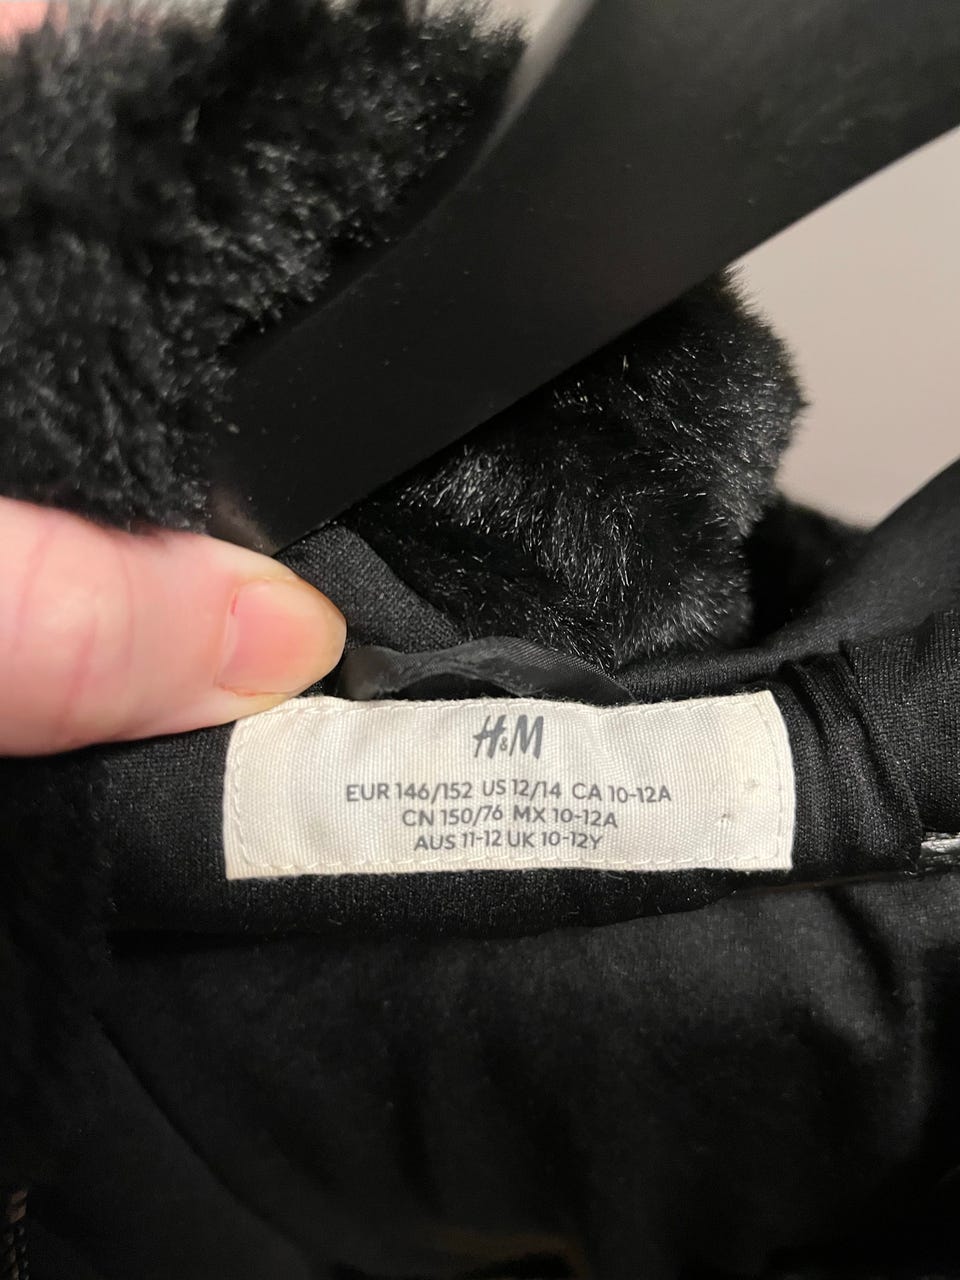 H&M
EUR 146/152 US 12/14 CA 10-12A
CN 150/76 MX 10-12A
AUS 11-12 UK 10-12Y